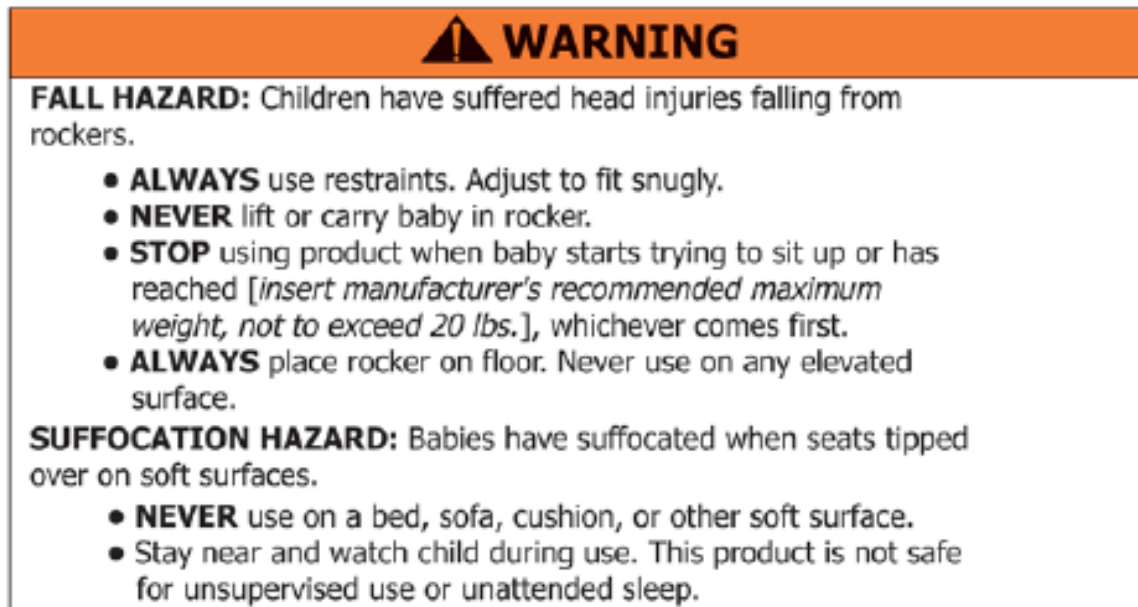 WARNING
FALL HAZARD: Children have suffered head injuries falling from
rockers.
• ALWAYS use restraints. Adjust to fit snugly.
• NEVER lift or carry baby in rocker.
• STOP using product when baby starts trying to sit up or has
reached [insert manufacturer's recommended maximum
weight, not to exceed 20 lbs.], whichever comes first.
• ALWAYS place rocker on floor. Never use on any elevated
surface.
SUFFOCATION HAZARD: Babies have suffocated when seats tipped
over on soft surfaces.
• NEVER use on a bed, sofa, cushion, or other soft surface.
• Stay near and watch child during use. This product is not safe
for unsupervised use or unattended sleep.